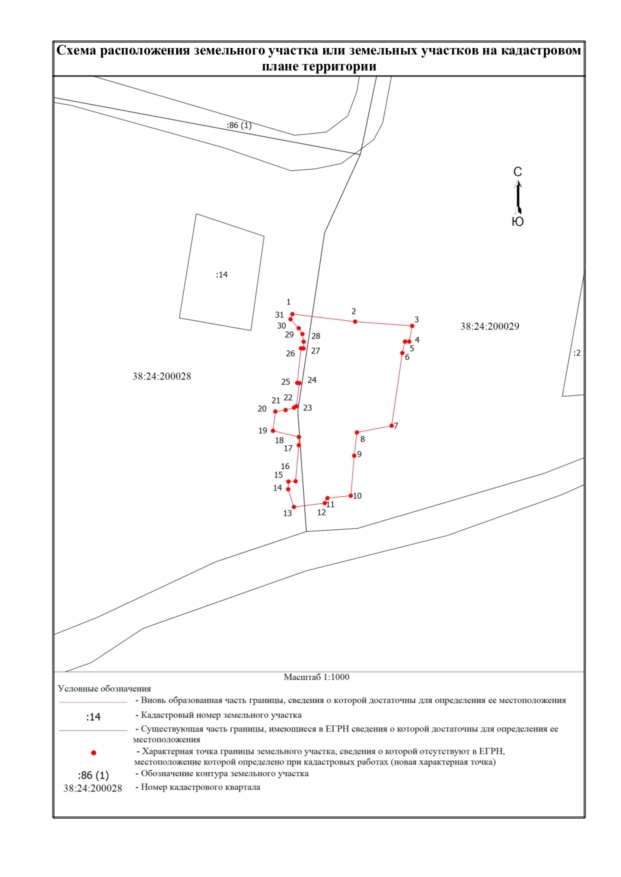 Схема расположения земельного участка или земельных участков на кадастровом
плане территории
:86 (1)
С
Ю
:14
1
2
3
31
30
29
28
4
5
6
26
27
38:24:200029
:2
38:24:200028
25
24
22
21
20
23
7
19
18
8
17
9
16
15
14
10
11
12
13
Масштаб 1:1000
Условные обозначения
- Вновь образованная часть границы, сведения о которой достаточны для определения ее местоположения
:14 - Кадастровый номер земельного участка
- Существующая часть границы, имеющиеся в ЕГРН сведения о которой достаточны для определения ее
местоположения
- Характерная точка границы земельного участка, сведения о которой отсутствуют в ЕГРН,
местоположение которой определено при кадастровых работах (новая характерная точка)
:86 (1) - Обозначение контура земельного участка
38:24:200028 - Номер кадастрового квартала